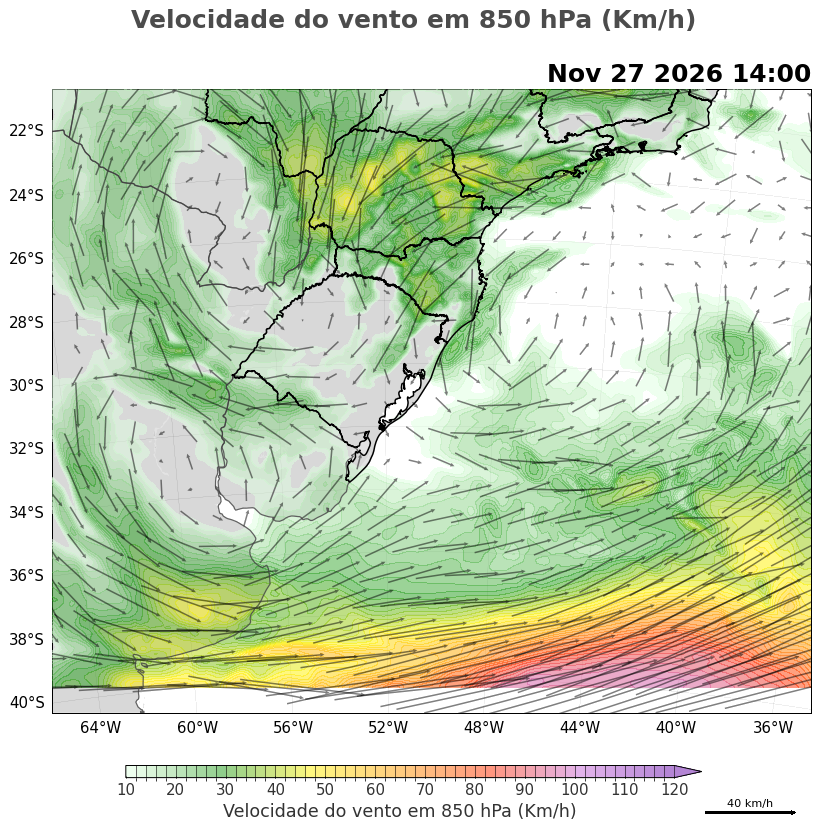 Velocidade do vento em 850 hPa (Km/h)
Nov 27 2026 14:00
22°S
24°S
26°S
28°S
30°S
32°S
34°S
36°S
38°S
40°S
64°W 60°W 56°W 52°W 48°W 44°W 40°W 36°W
10 20 30 40 50 60 70 80 90 100 110 120
Velocidade do vento em 850 hPa (Km/h)
40 km/h